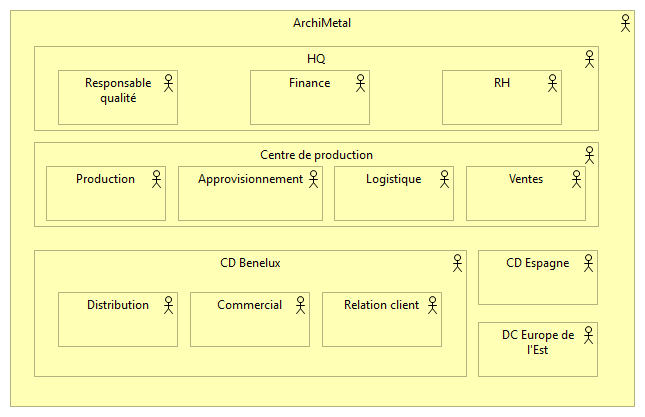 ArchiMetal
HQ
Responsable
qualité
Finance
RH
Centre de production
Production
Approvisionnement
Logistique
Ventes
CD Benelux
Distribution
Commercial
Relation client
CD Espagne
DC Europe de
l'Est